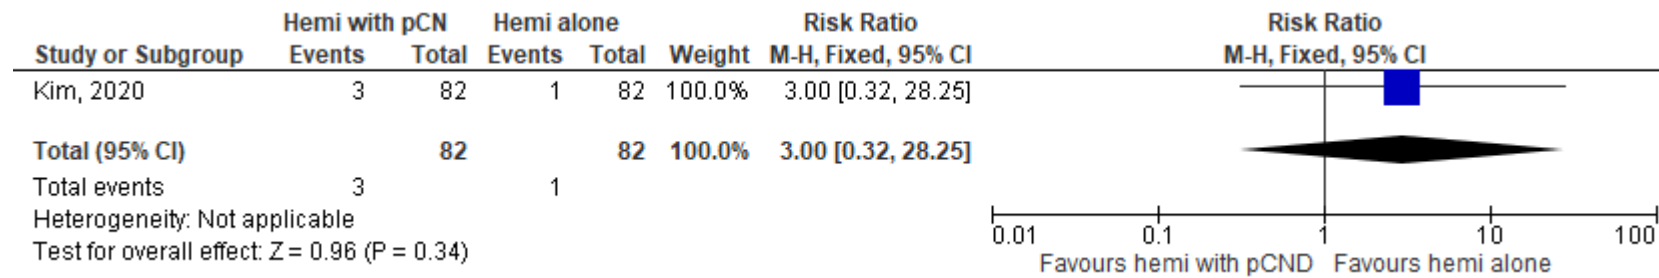 Hemi with pCN Hemi alone Risk Ratio Risk Ratio
Study or Subgroup Events Total Events Total Weight M-H, Fixed, 95% CI M-H, Fixed, 95% CI
Kim, 2020 3 82 1 82 100.0% 3.00 [0.32, 28.25]
Total (95% CI) 82 82 100.0% 3.00 [0.32, 28.25]
Total events 3 1
Heterogeneity: Not applicable
Test for overall effect: Z = 0.96 (P = 0.34)
0.01 0.1 1 10 100
Favours hemi with pCND Favours hemi alone